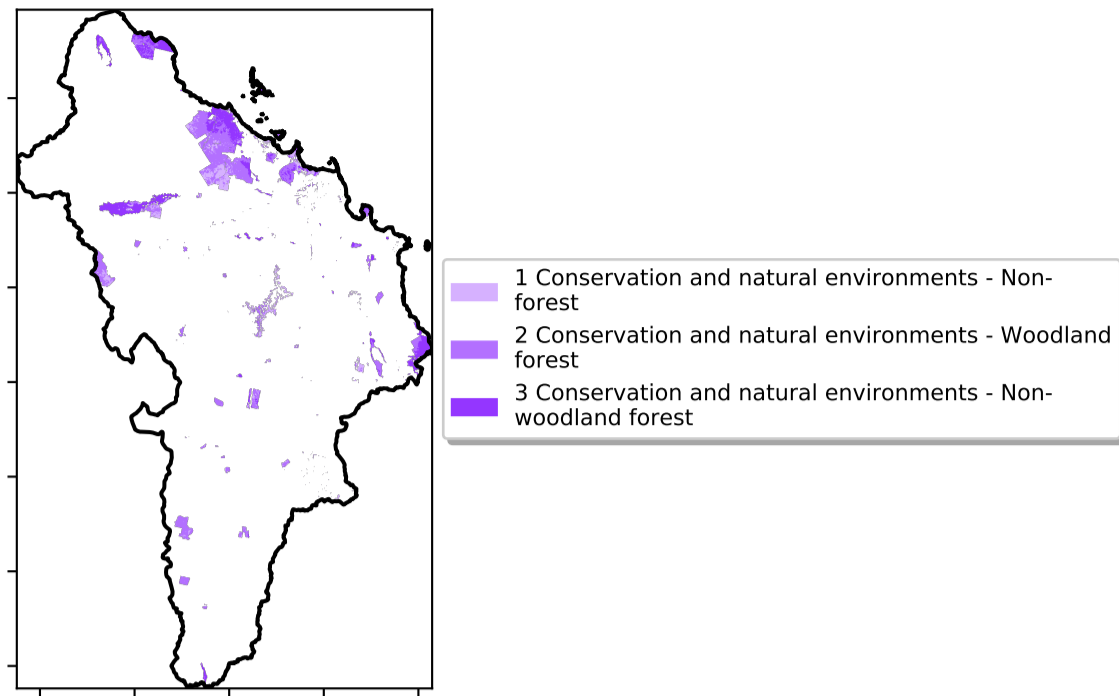 1 Conservation and natural environments - Non-
forest
2 Conservation and natural environments - Woodland
forest
3 Conservation and natural environments - Non-
woodland forest